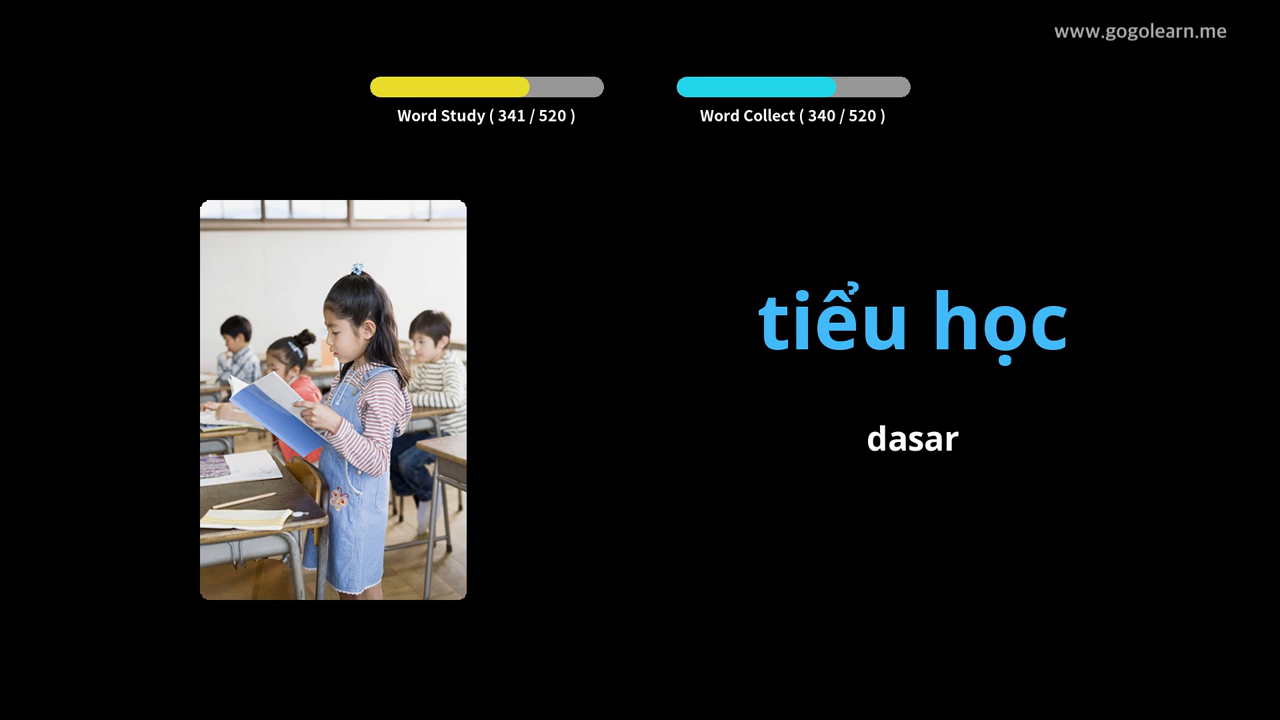 www.gogolearn.me
Word Study ( 341 / 520 )
Word Collect ( 340 / 520 )
tiểu học
dasar